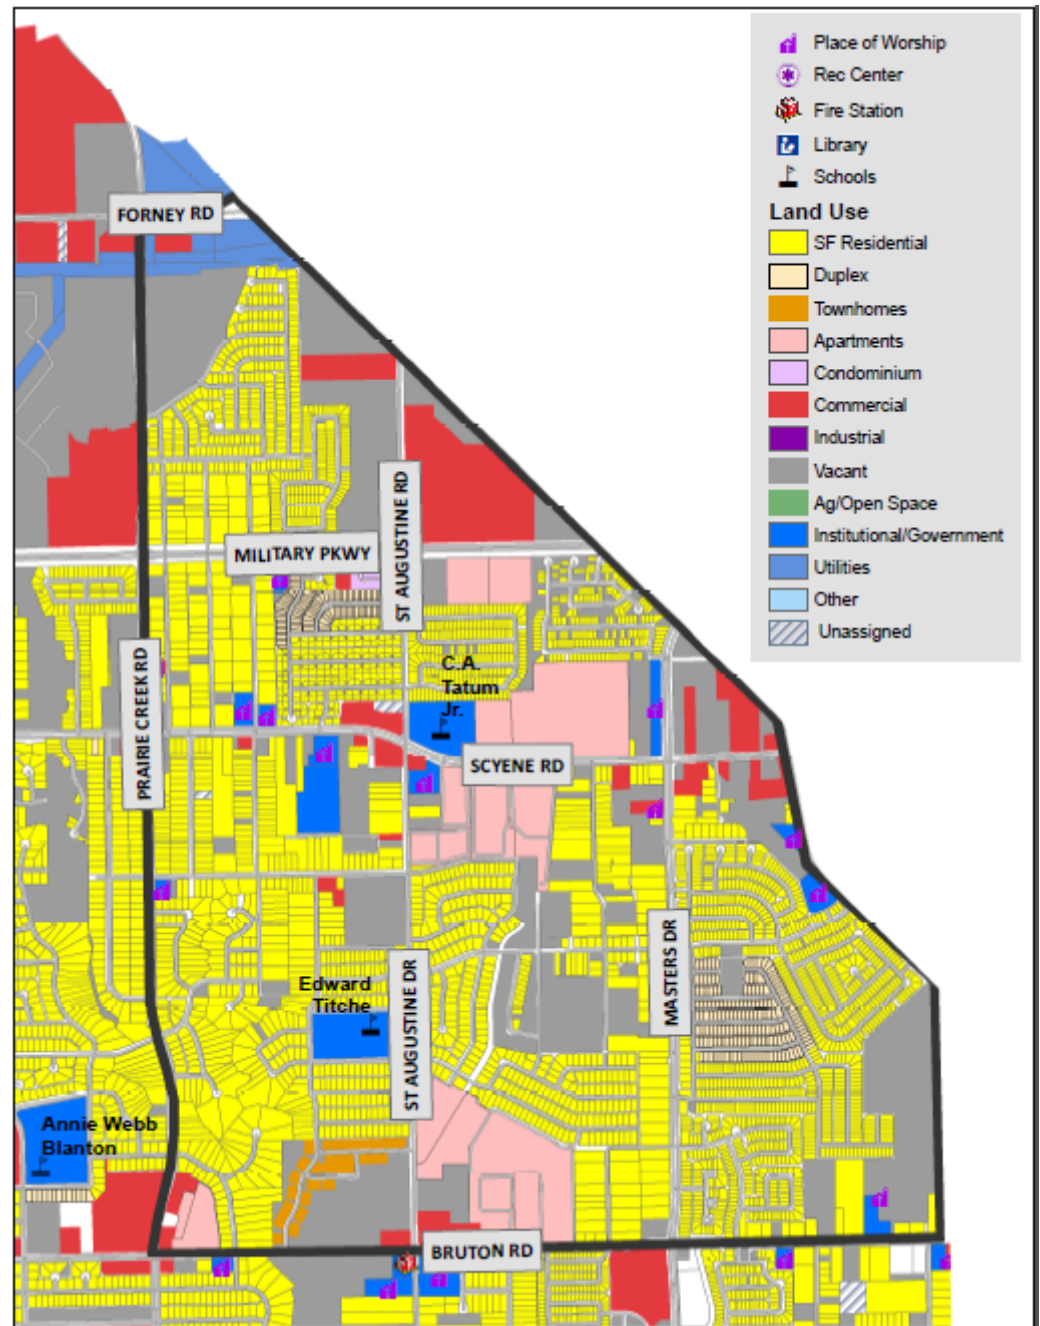 Place of Worship
Rec Center
Fire Station
Library
Schools
Land Use
SF Residential
Duplex
Townhomes
Apartments
Condominium
Commercial
Industrial
Vacant
Ag/Open Space
Institutional/Government
Utilities
Other
Unassigned
FORNEY RD
MILITARY PKWY
ST AUGUSTINE RD
PRAIRIE CREEK RD
C.A.
Tatum
Jr.
SCYENE RD
MASTERS DR
Edward
Titche
ST AUGUSTINE DR
Annie Webb
Blanton
BRUTON RD